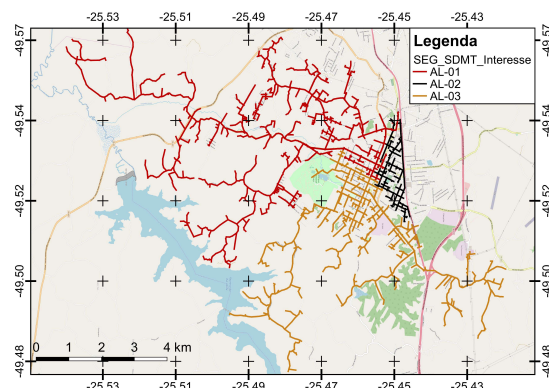 -25.53 -25.51 -25.49 -25.47 -25.45 -25.43
-49.57 -49.57
Legenda
SEG_SDMT_Interesse
AL-01
AL-02
AL-03
-49.54 -49.54
-49.52 -49.52
-49.50 -49.50
0 1 2 3 4 km
-49.48 -49.48
-25.53 -25.51 -25.49 -25.47 -25.45 -25.43